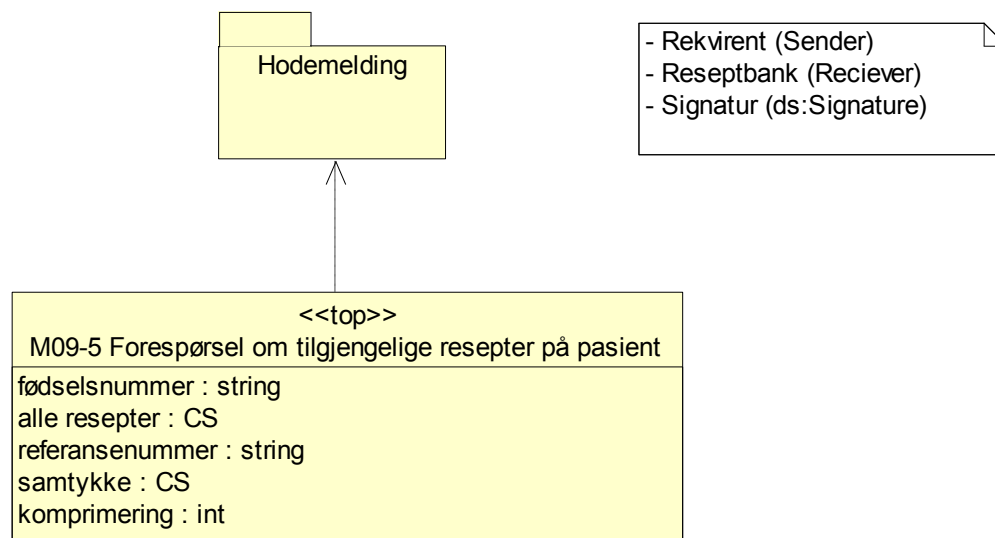 Hodemelding
- Rekvirent (Sender)
- Reseptbank (Reciever)
- Signatur (ds:Signature)
<<top>>
M09-5 Forespørsel om tilgjengelige resepter på pasient
fødselsnummer : string
alle resepter : CS
referansenummer : string
samtykke : CS
komprimering : int